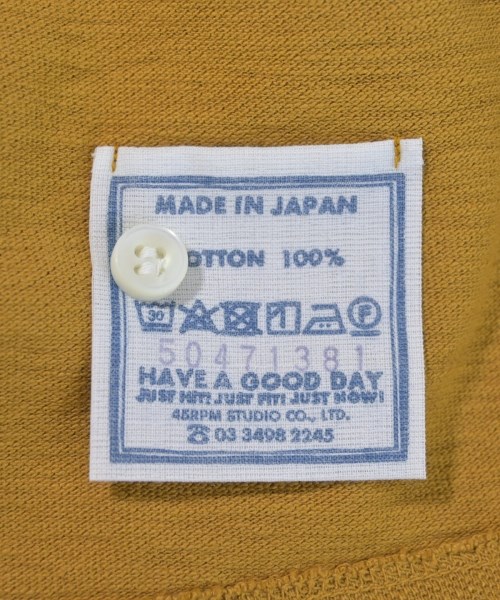 MADE IN JAPAN
OTTON 100%
30 F
50471381
HAVE A GOOD DAY
JUST HIT! JUST FIT! JUST NOW!
45RPM STUDIO CO., LTD.
☎ 03 3498 2245